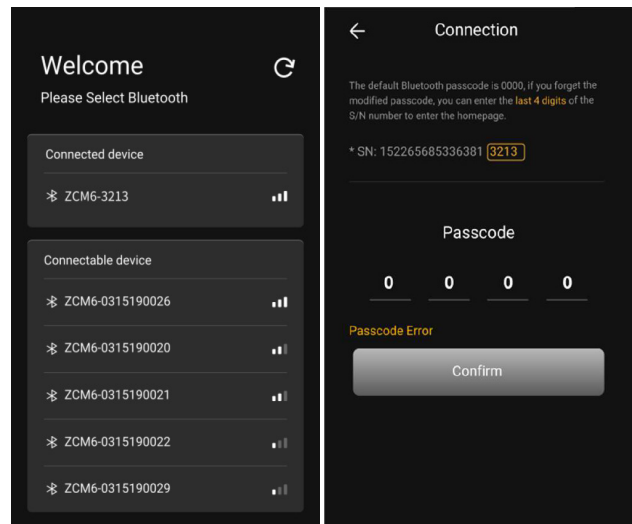 Welcome
Please Select Bluetooth
Connected device
ZCM6-3213
Connectable device
ZCM6-0315190026
ZCM6-0315190020
ZCM6-0315190021
ZCM6-0315190022
ZCM6-0315190029
Connection
The default Bluetooth passcode is 0000, if you forget the
modified passcode, you can enter the last 4 digits of the
S/N number to enter the homepage.
* SN: 152265685336381 3213
Passcode
0 0 0 0
Passcode Error
Confirm